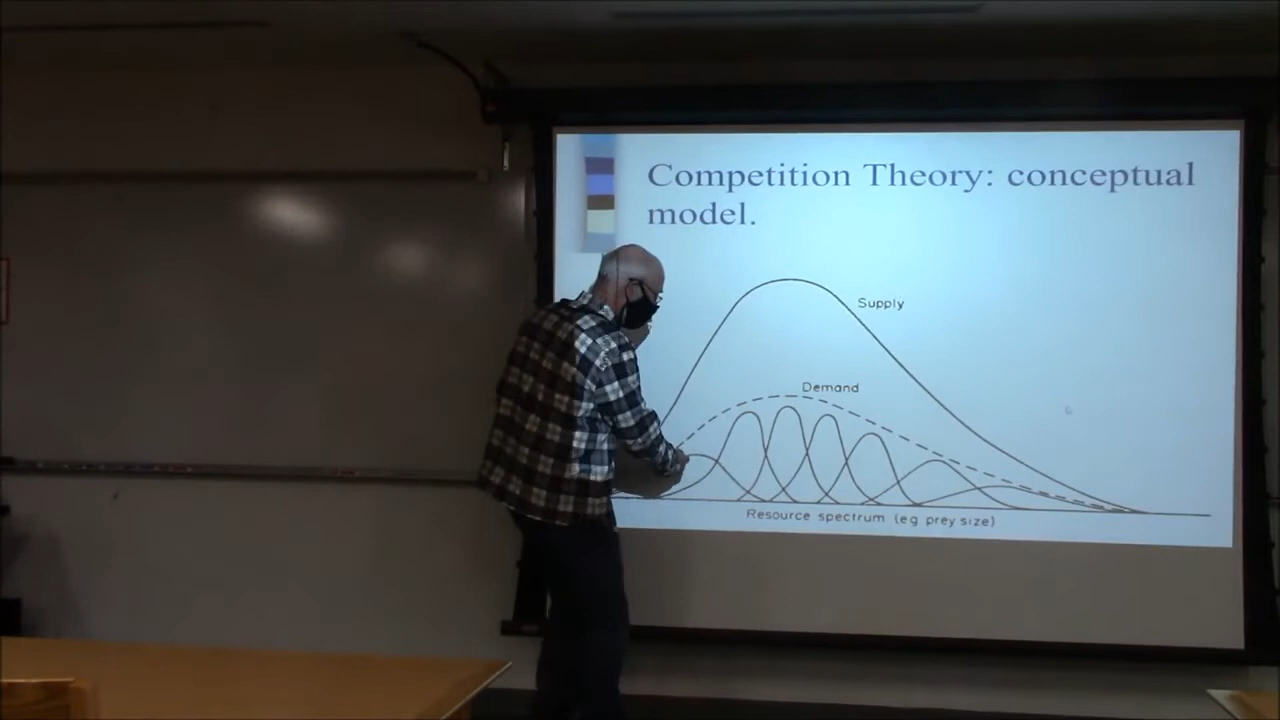 Competition Theory: conceptual
model.
Supply
Demand
Resource spectrum (eg prey size)